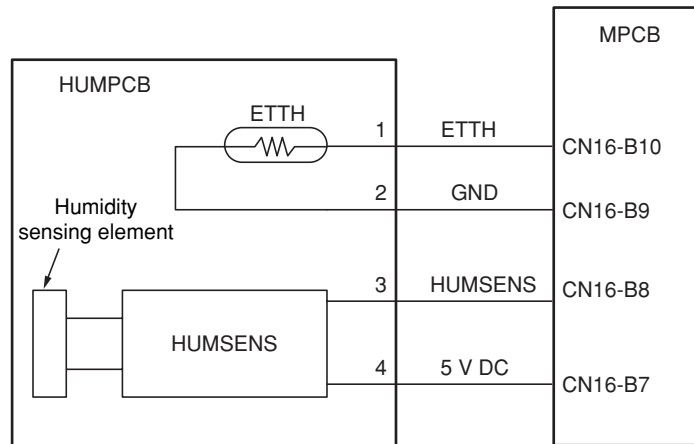 MPCB
HUMPCB
ETTH
1
ETTH
CN16-B10
2
GND
CN16-B9
Humidity
sensing element
3
HUMSENS
CN16-B8
HUMSENS
4
5 V DC
CN16-B7